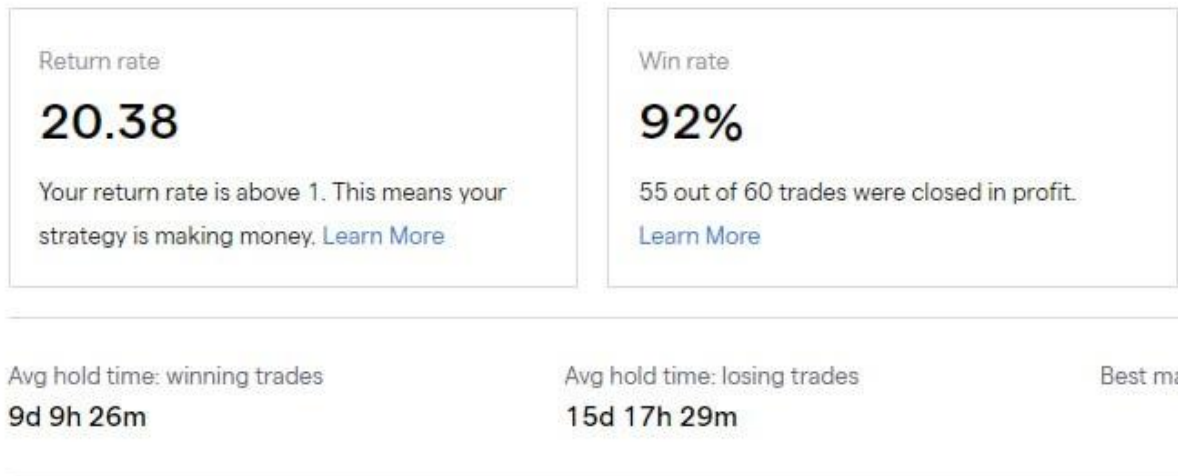 Return rate
20.38
Your return rate is above 1. This means your
strategy is making money. Learn More
Win rate
92%
55 out of 60 trades were closed in profit.
Learn More
Avg hold time: winning trades
9d 9h 26m
Avg hold time: losing trades
15d 17h 29m
Best ma